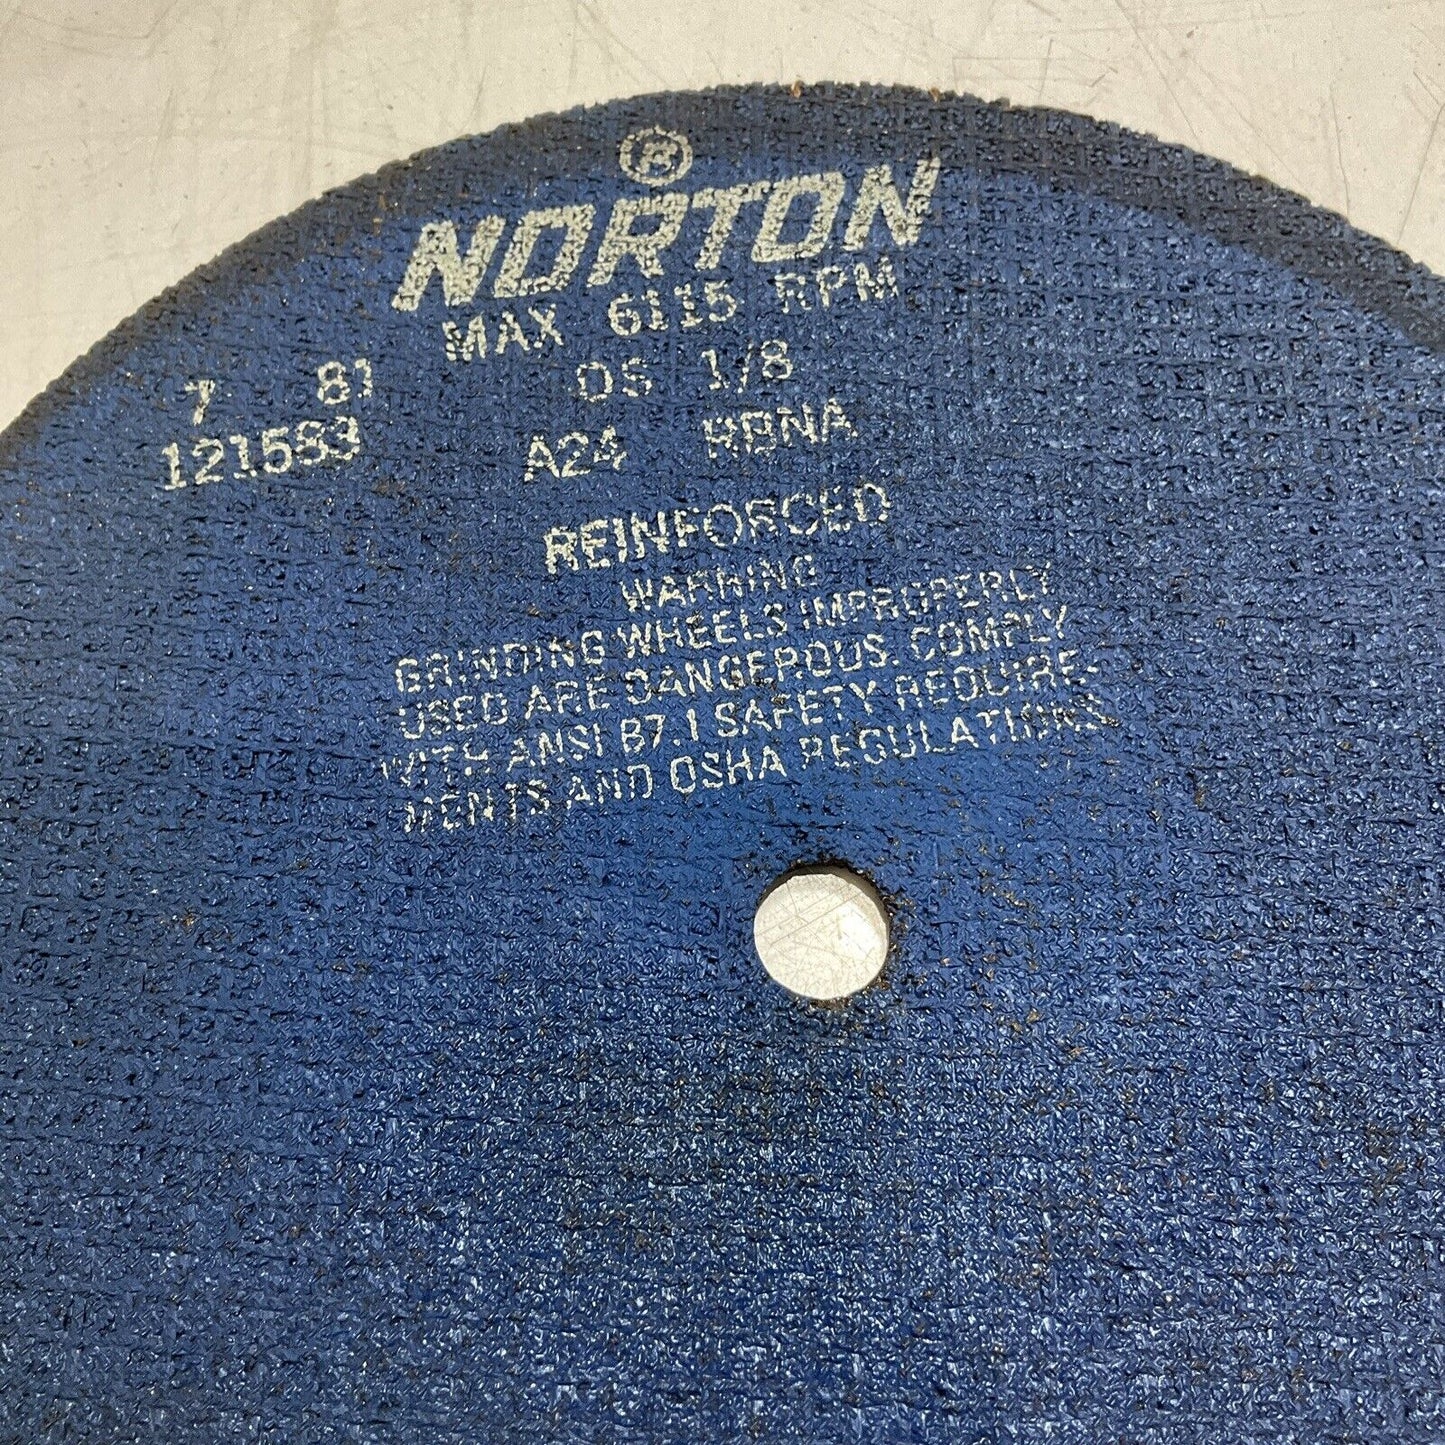 ®
NORTON
MAX 6115 RPM
7 81 OS 1/8
121583 A24 RBNA
REINFORCED
WARNING
GRINDING WHEELS IMPROPERLY
USED ARE DANGEROUS. COMPLY
WITH ANSI B7.1 SAFETY REQUIRE-
MENTS AND OSHA REGULATIONS